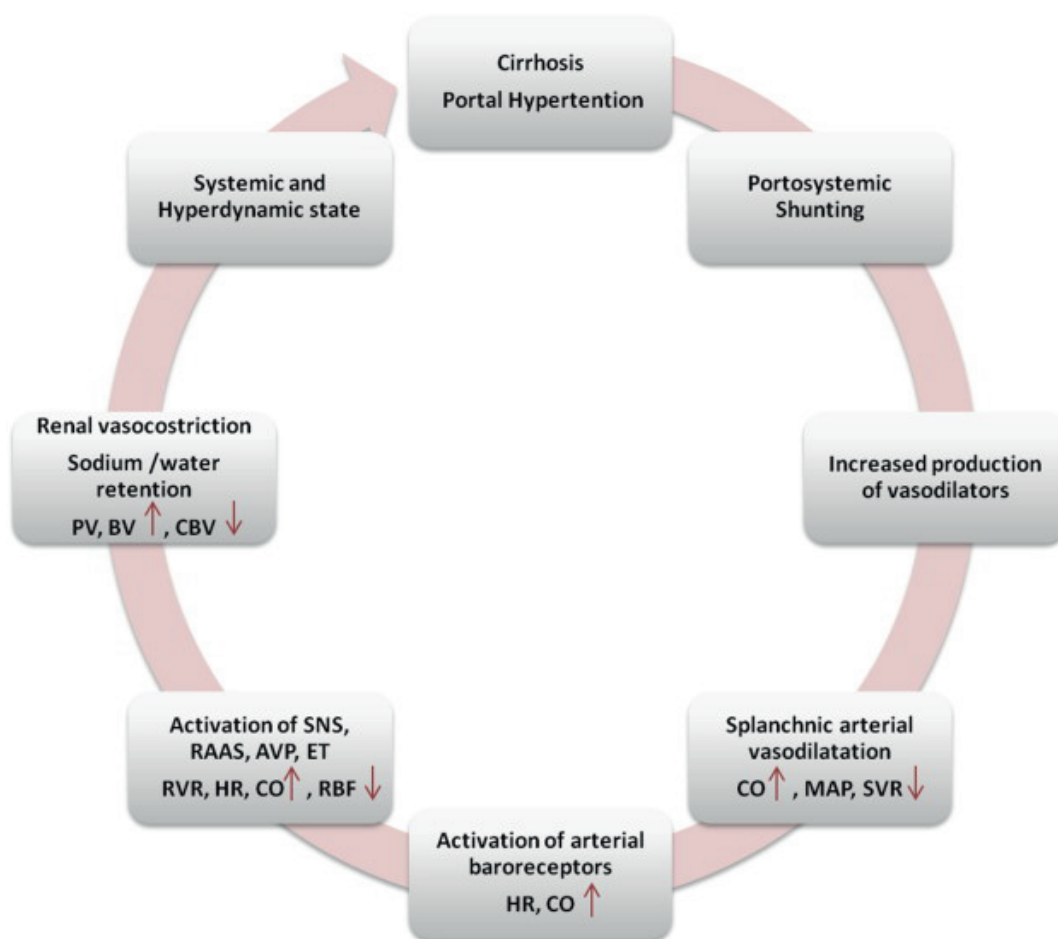 Cirrhosis
Portal Hypertention
Portosystemic
Shunting
Increased production
of vasodilators
Splanchnic arterial
vasodilatation
CO↑ , MAP, SVR↓
Activation of arterial
baroreceptors
HR, CO ↑
Activation of SNS,
RAAS, AVP, ET
RVR, HR, CO↑ , RBF ↓
Renal vasocostriction
Sodium /water
retention
PV, BV ↑ , CBV ↓
Systemic and
Hyperdynamic state